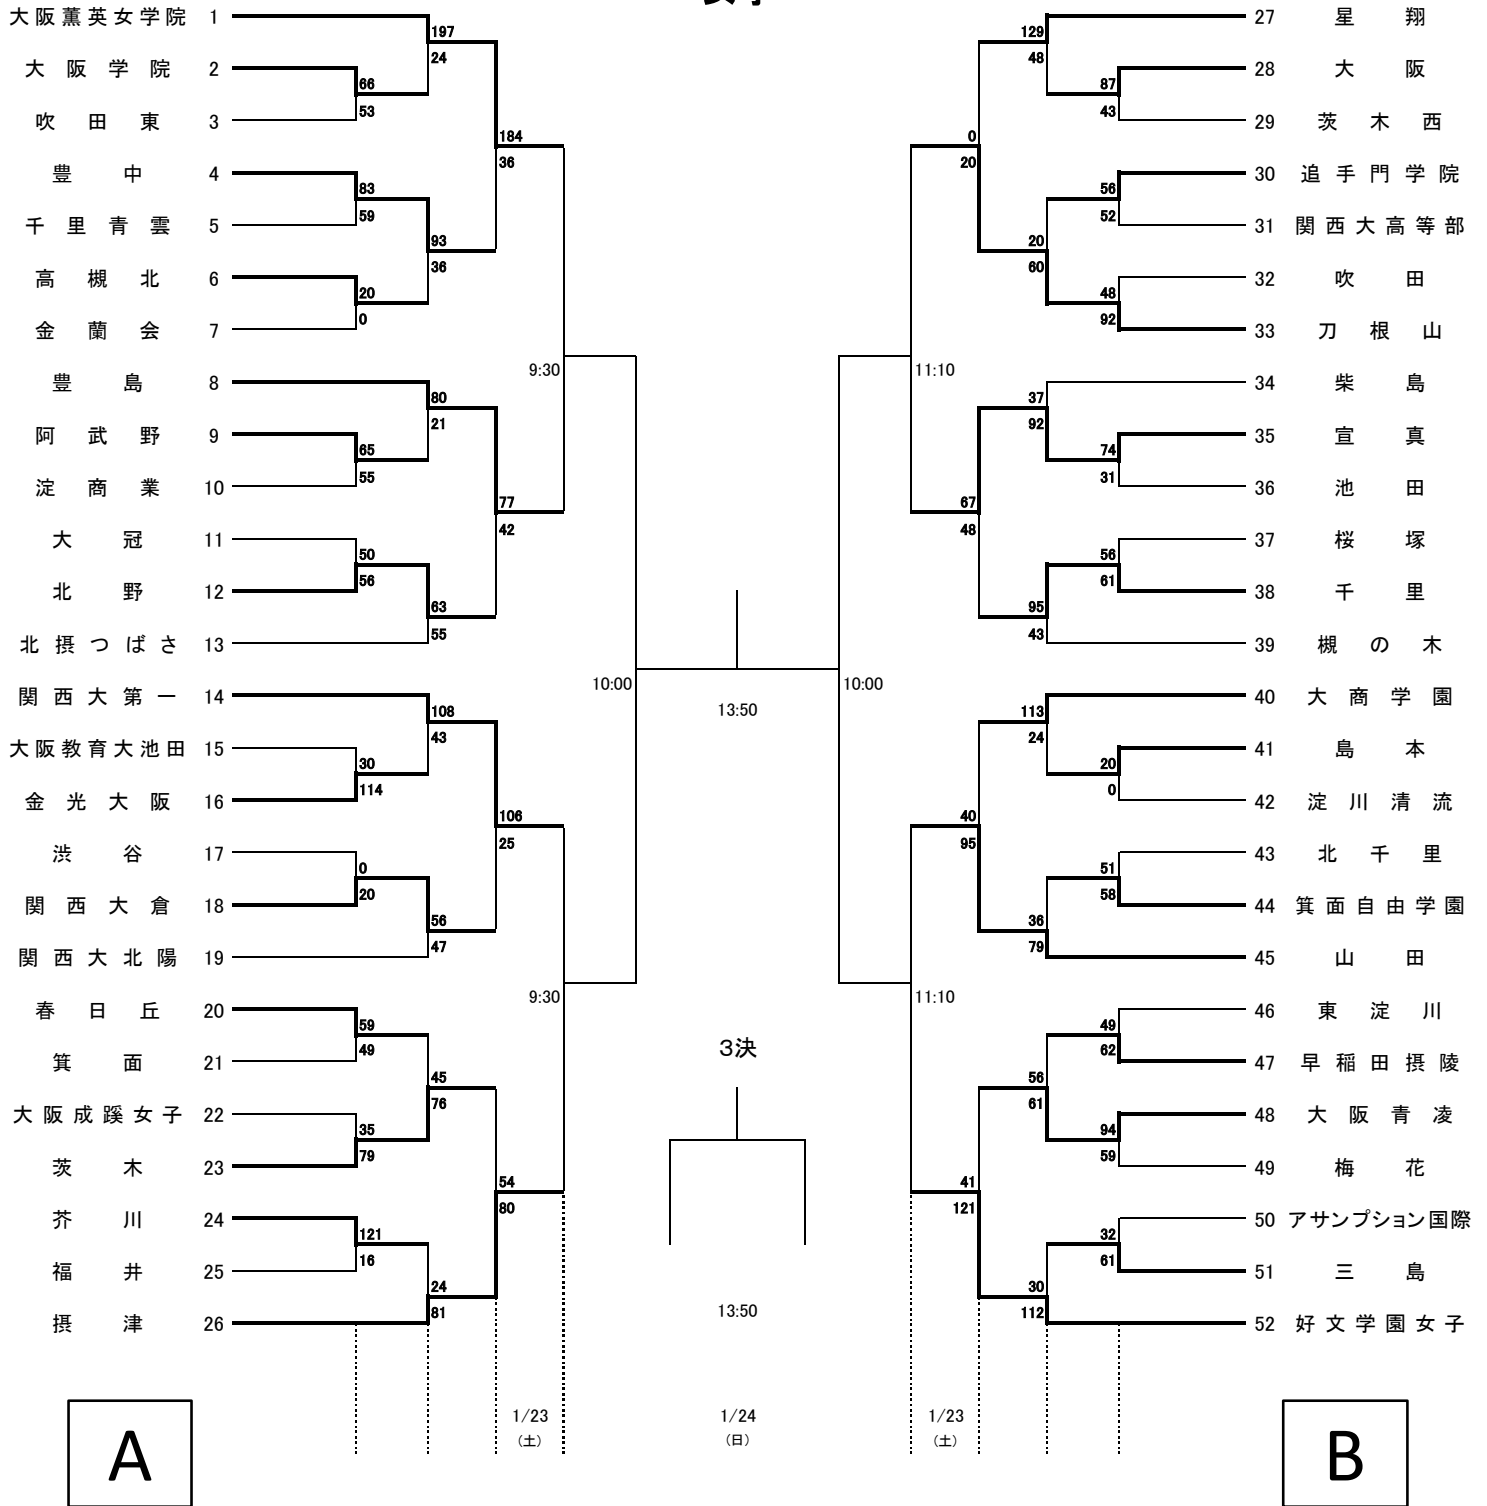 大阪薫英女学院 1
大阪学院 2
吹田東 3
豊中 4
千里青雲 5
高槻北 6
金蘭会 7
豊島 8
阿武野 9
淀商業 10
大冠 11
北野 12
北摂つばさ 13
関西大第一 14
大阪教育大池田 15
金光大阪 16
渋谷 17
関西大倉 18
関西大北陽 19
春日丘 20
箕面 21
大阪成蹊女子 22
茨木 23
芥川 24
福井 25
摂津 26
66
53
83
59
20
0
65
55
50
56
30
114
0
20
59
49
35
79
121
16
197
24
93
36
80
21
63
55
108
43
56
47
45
76
24
81
184
36
77
42
106
25
54
80
9:30
9:30
10:00
13:50
3決
13:50
10:00
11:10
11:10
0
20
67
48
40
95
41
121
129
48
20
60
37
92
95
43
113
24
36
79
56
61
30
112
87
43
56
52
48
92
74
31
56
61
20
0
51
58
49
62
94
59
32
61
27 星翔
28 大阪
29 茨木西
30 追手門学院
31 関西大高等部
32 吹田
33 刀根山
34 柴島
35 宣真
36 池田
37 桜塚
38 千里
39 槻の木
40 大商学園
41 島本
42 淀川清流
43 北千里
44 箕面自由学園
45 山田
46 東淀川
47 早稲田摂陵
48 大阪青凌
49 梅花
50 アサンプション国際
51 三島
52 好文学園女子
A
1/23
(土)
1/24
(日)
1/23
(土)
B